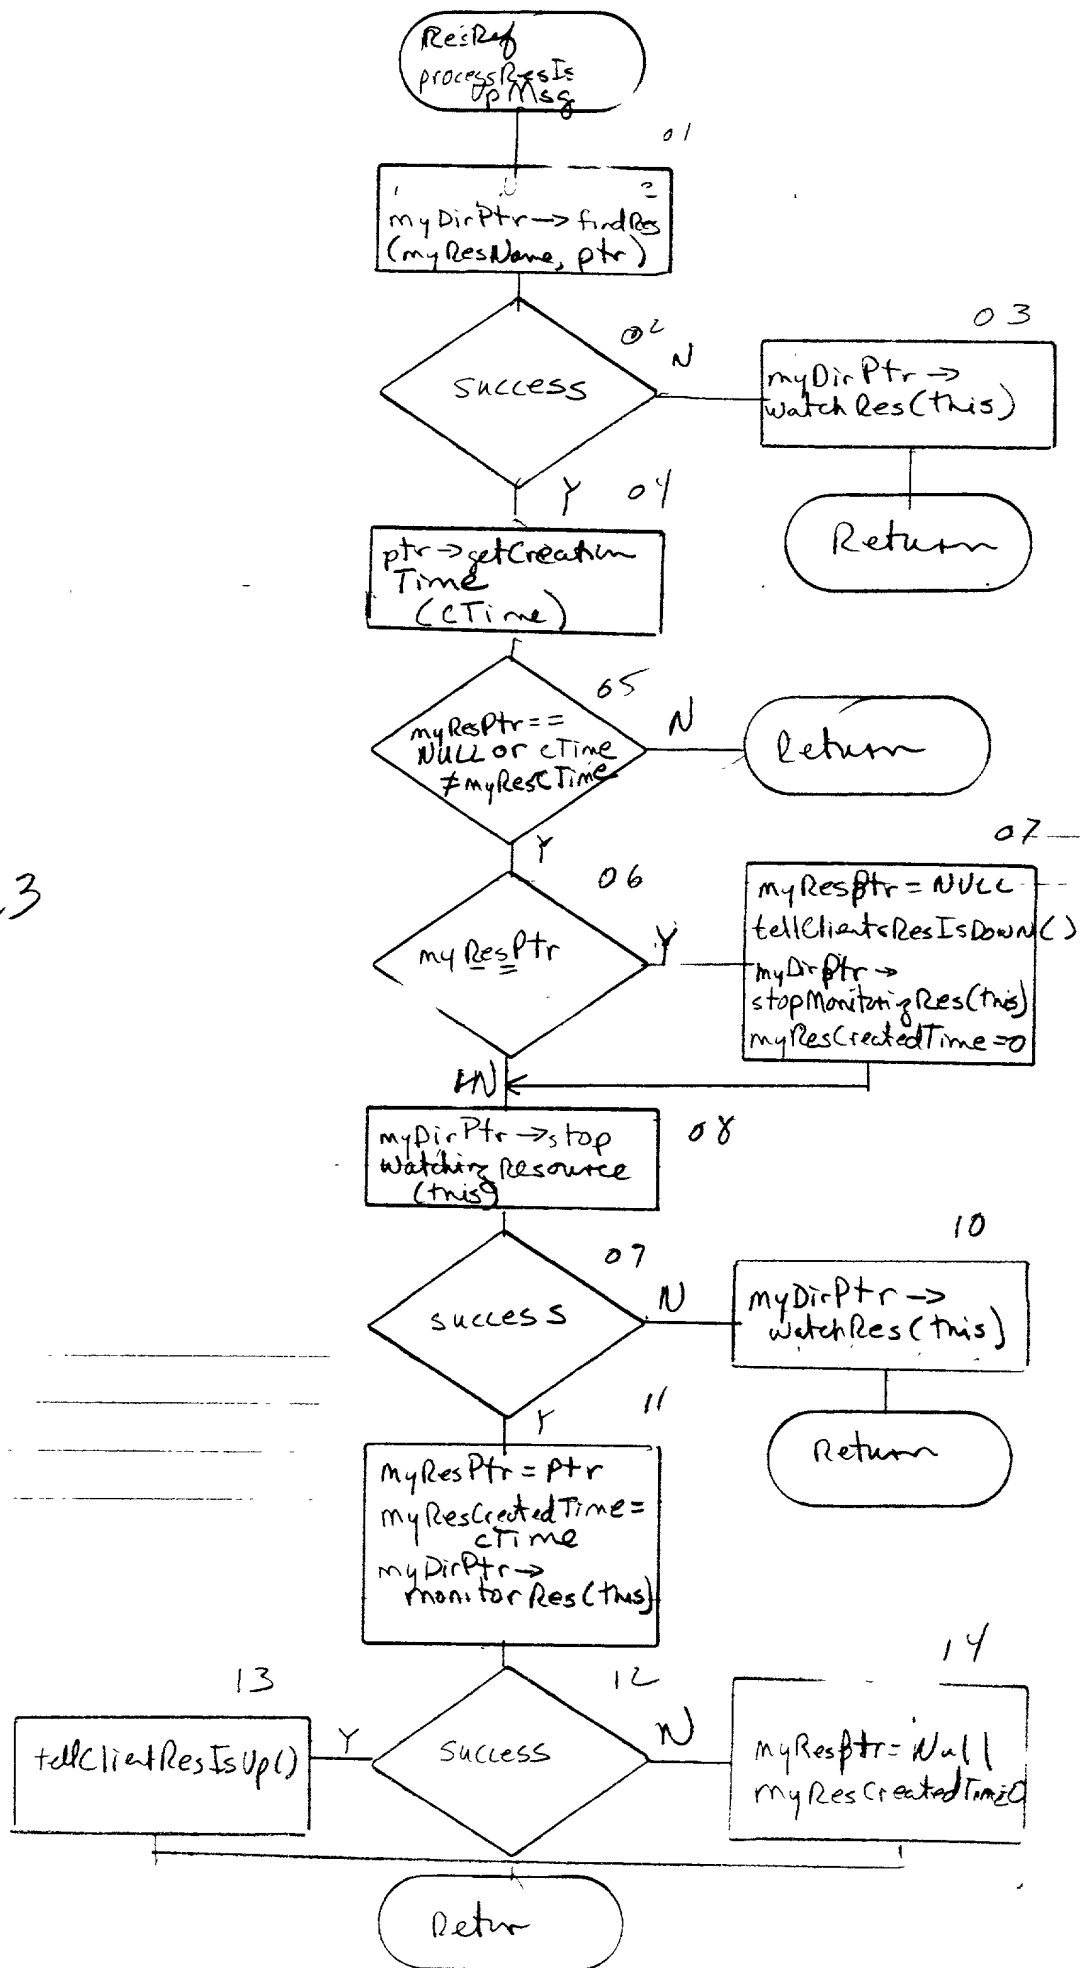 ResRef
processResIs
UpMsg
01
myDirPtr → findRes
(myResName, ptr)
02
success
N
03
myDirPtr →
watchRes(this)
Return
Y
04
ptr → getCreation
Time
(cTime)
05
myResPtr ==
NULL or cTime
≠ myResCTime
N
Return
Y
06
myResPtr
Y
07
myResPtr = NULL
tellClientsResIsDown()
myDirPtr →
stopMonitoringRes(this)
myResCreatedTime = 0
N
08
myDirPtr → stop
WatchingResource
(this)
09
success
N
10
myDirPtr →
watchRes(this)
Return
Y
11
myResPtr = ptr
myResCreatedTime =
cTime
myDirPtr →
monitorRes(this)
12
success
Y
13
tellClientResIsUp()
N
14
myResPtr = Null
myResCreatedTime = 0
Return
3